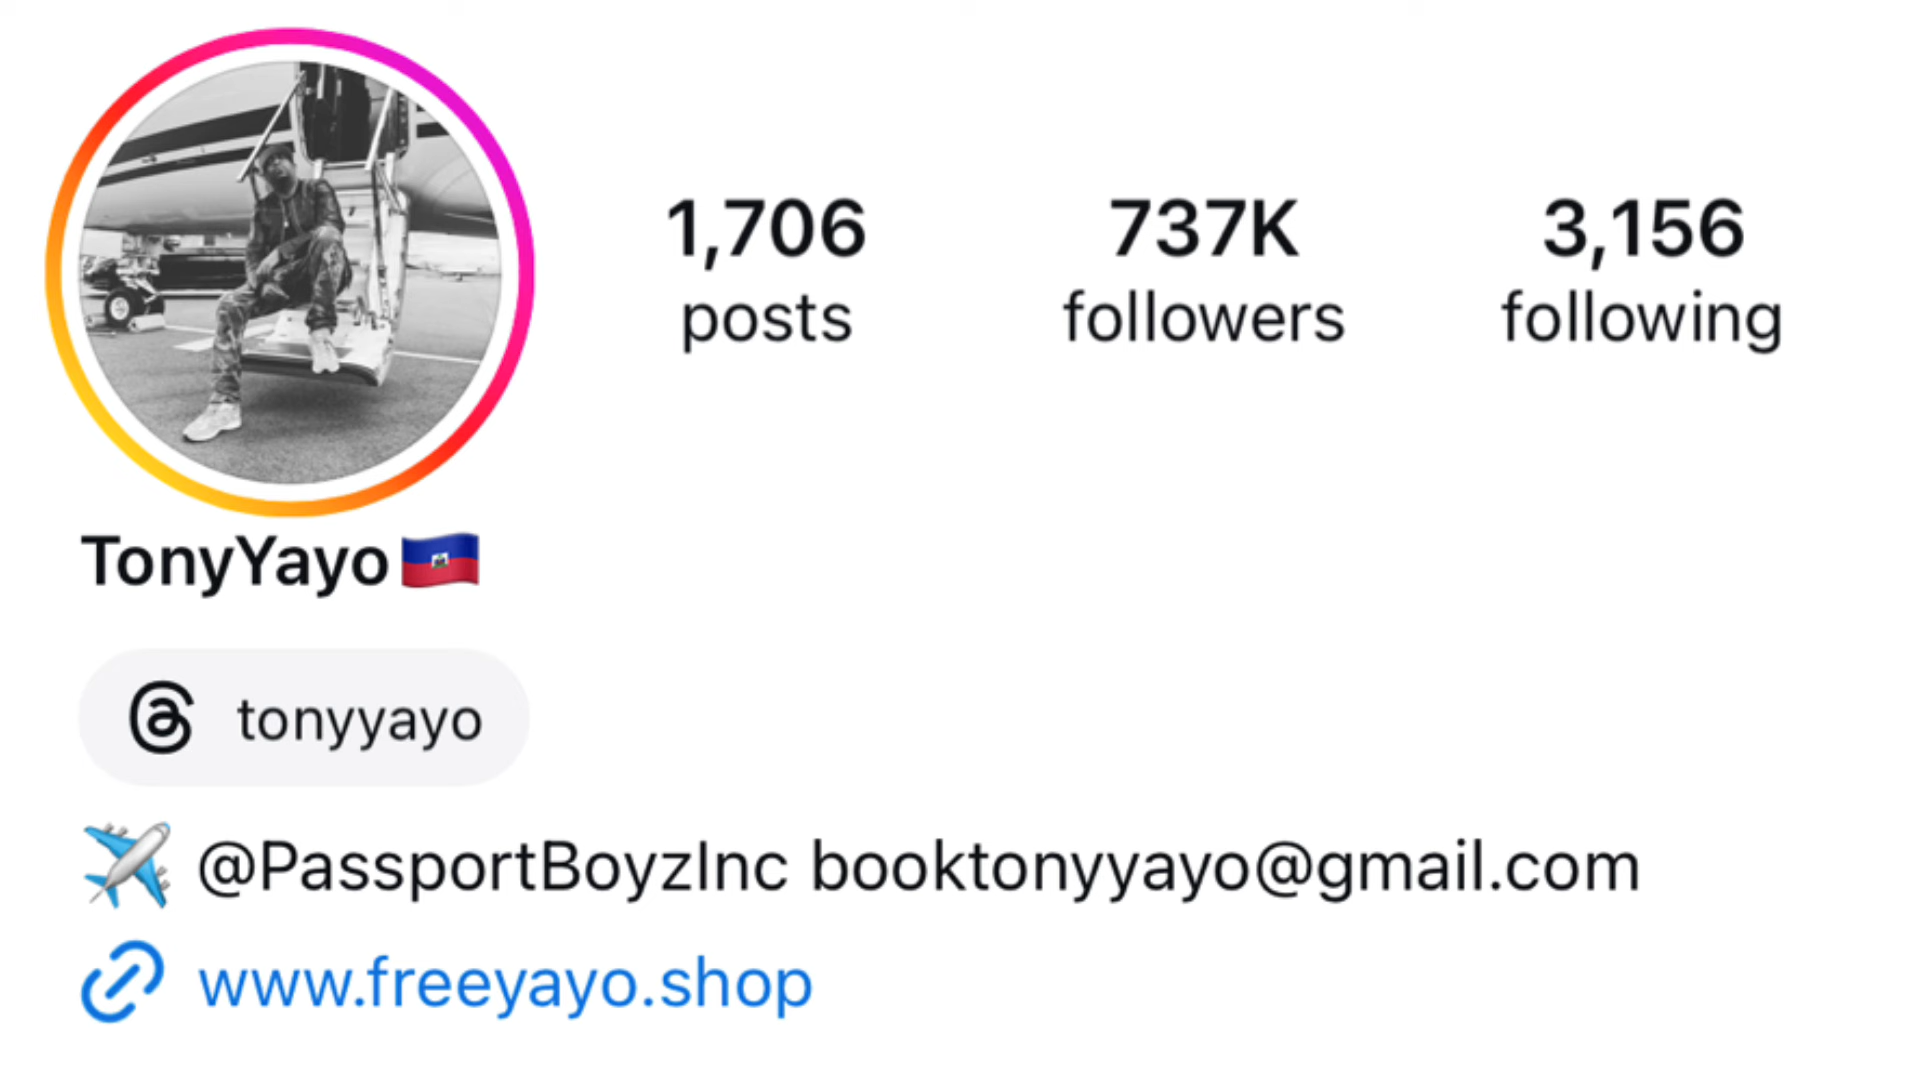 1,706 737K 3,156
posts followers following
TonyYayo🇭🇹
tonyyayo
✈️ @PassportBoyzInc booktonyyayo@gmail.com
www.freeyayo.shop